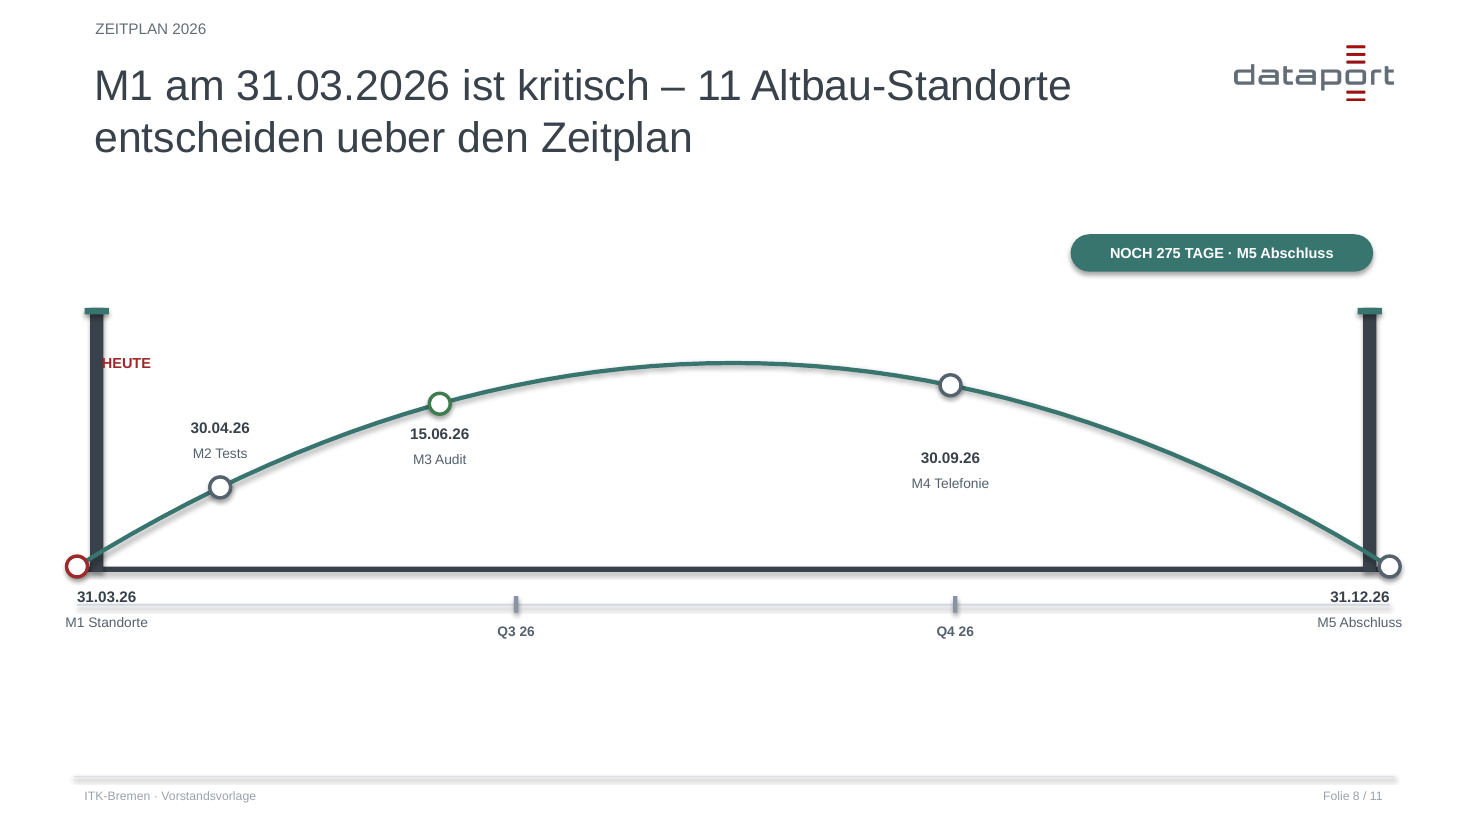 ZEITPLAN 2026
M1 am 31.03.2026 ist kritisch – 11 Altbau-Standorte
entscheiden ueber den Zeitplan
dataport
NOCH 275 TAGE · M5 Abschluss
HEUTE
30.04.26
M2 Tests
15.06.26
M3 Audit
30.09.26
M4 Telefonie
31.03.26
M1 Standorte
Q3 26
Q4 26
31.12.26
M5 Abschluss
ITK-Bremen · Vorstandsvorlage
Folie 8 / 11